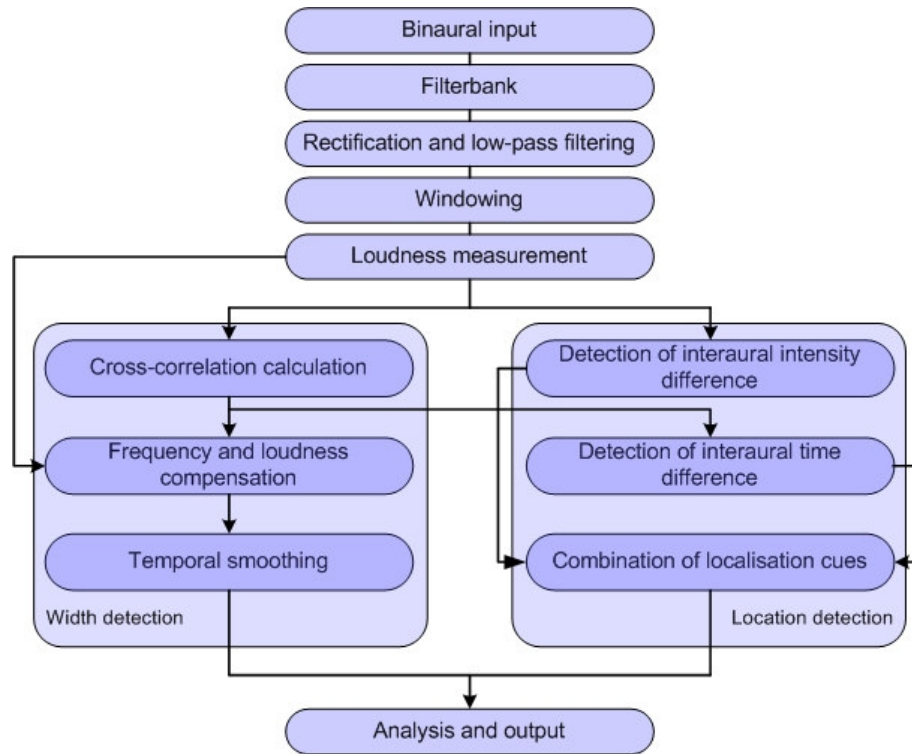 Binaural input
Filterbank
Rectification and low-pass filtering
Windowing
Loudness measurement
Cross-correlation calculation
Frequency and loudness
compensation
Temporal smoothing
Width detection
Detection of interaural intensity
difference
Detection of interaural time
difference
Combination of localisation cues
Location detection
Analysis and output